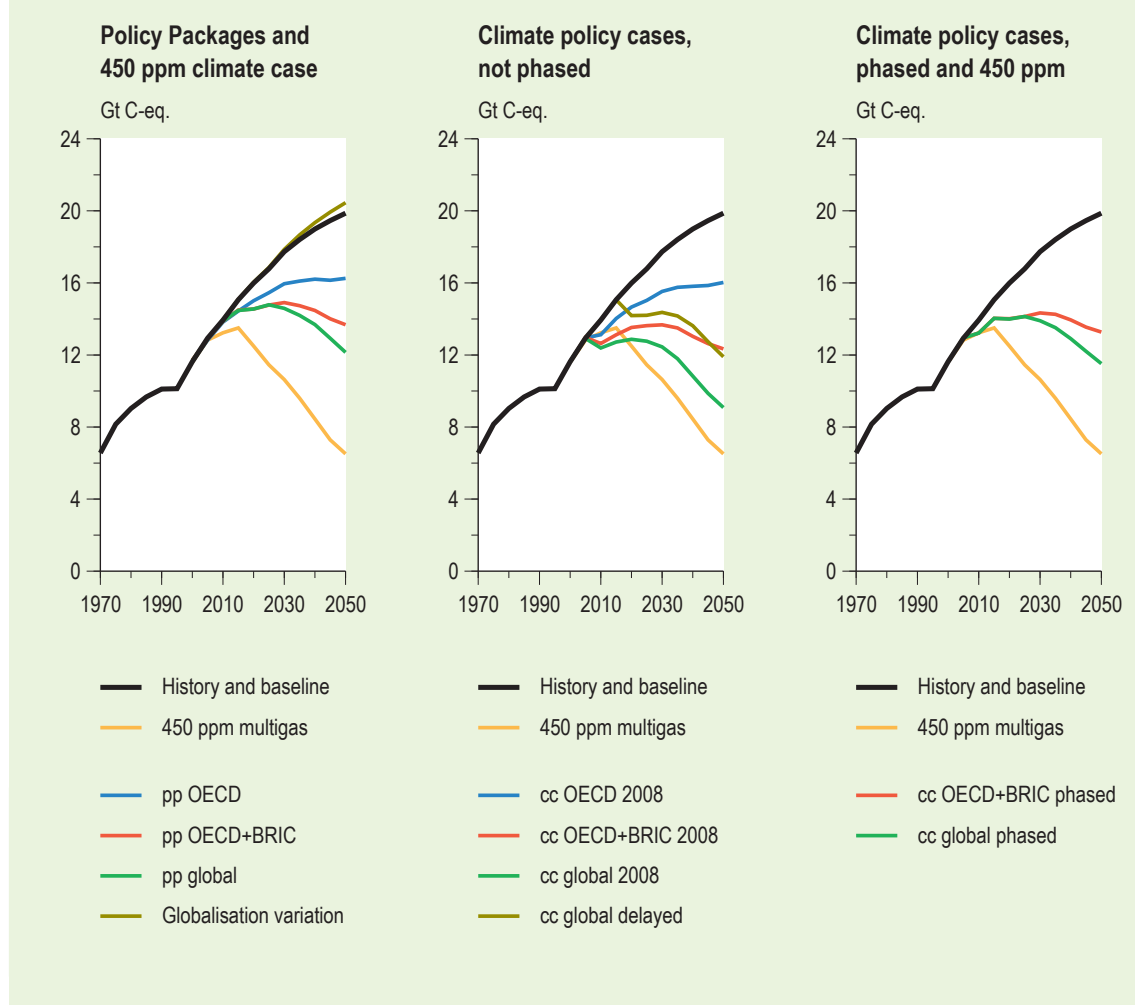 Policy Packages and
450 ppm climate case
Gt C-eq.
24
20
16
12
8
4
0
1970 1990 2010 2030 2050
History and baseline
450 ppm multigas
pp OECD
pp OECD+BRIC
pp global
Globalisation variation
Climate policy cases,
not phased
Gt C-eq.
24
20
16
12
8
4
0
1970 1990 2010 2030 2050
History and baseline
450 ppm multigas
cc OECD 2008
cc OECD+BRIC 2008
cc global 2008
cc global delayed
Climate policy cases,
phased and 450 ppm
Gt C-eq.
24
20
16
12
8
4
0
1970 1990 2010 2030 2050
History and baseline
450 ppm multigas
cc OECD+BRIC phased
cc global phased